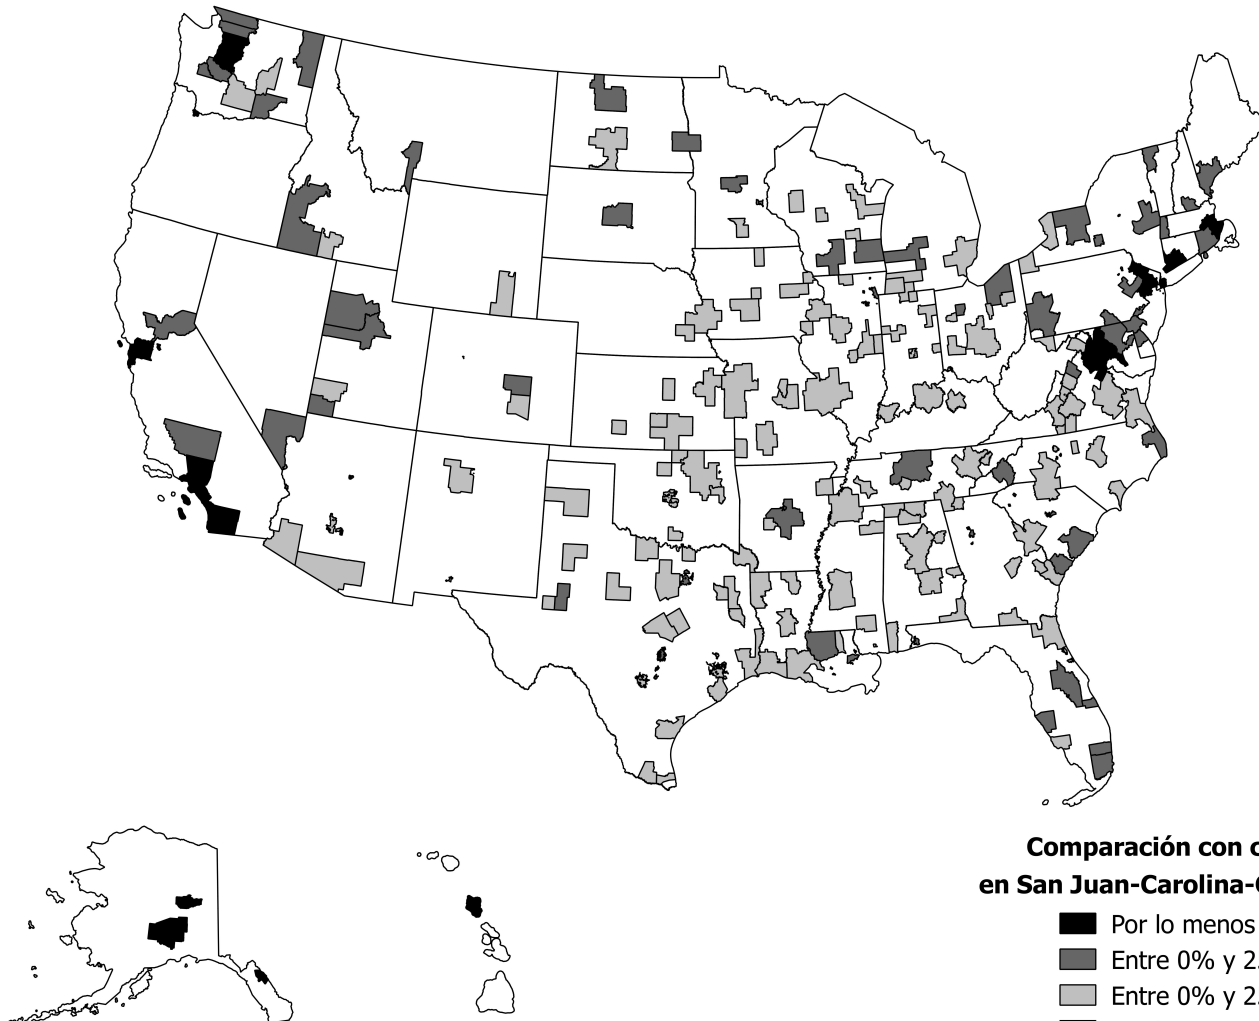 Comparación con
en San Juan-Carolina-
Por lo menos
Entre 0% y 2.
Entre 0% y 2.